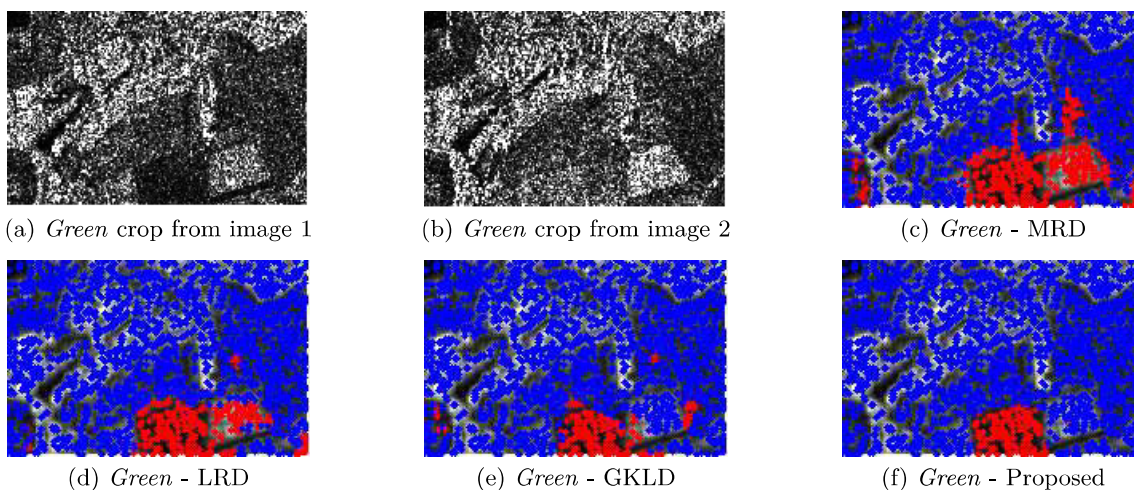 (a) Green crop from image 1
(b) Green crop from image 2
(c) Green - MRD
(d) Green - LRD
(e) Green - GKLD
(f) Green - Proposed